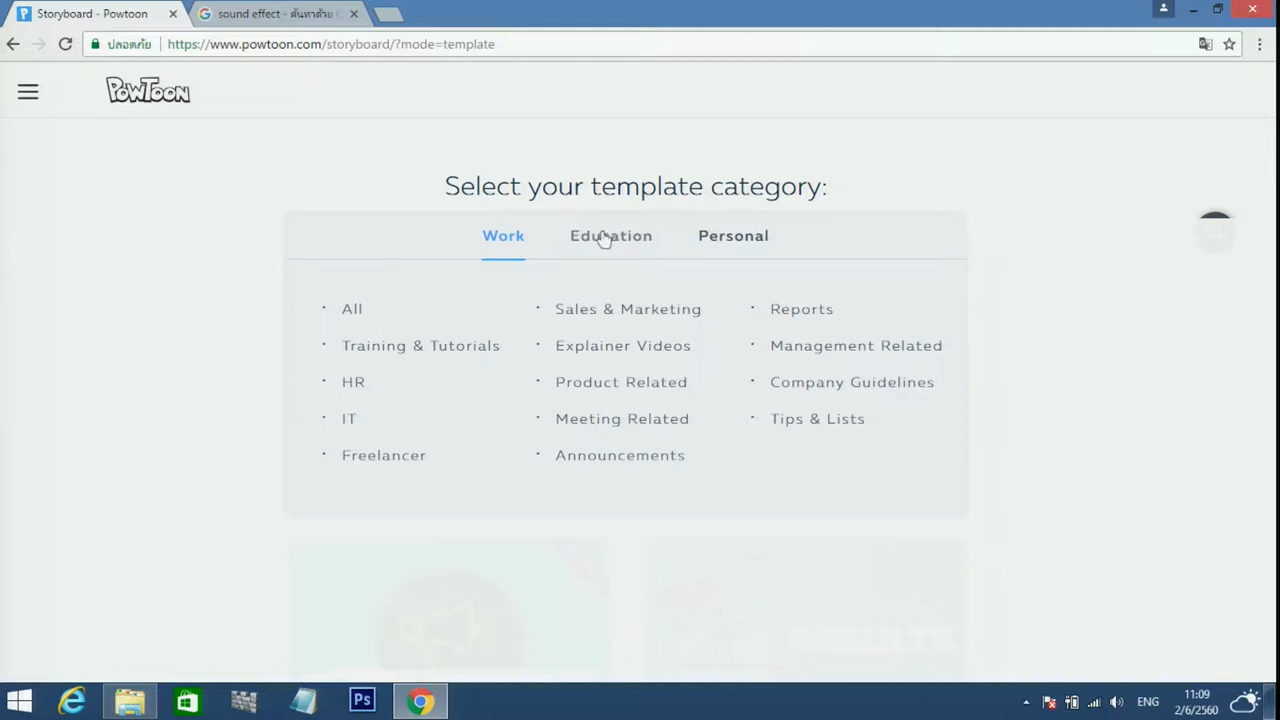 Storyboard - Powtoon
sound effect - ค้นหาด้วย
ปลอดภัย
https://www.powtoon.com/storyboard/?mode=template
PowToon
Select your template category:
Work Education Personal
All Sales & Marketing Reports
Training & Tutorials Explainer Videos Management Related
HR Product Related Company Guidelines
IT Meeting Related Tips & Lists
Freelancer Announcements
Ps
ENG
11:09
2/6/2560